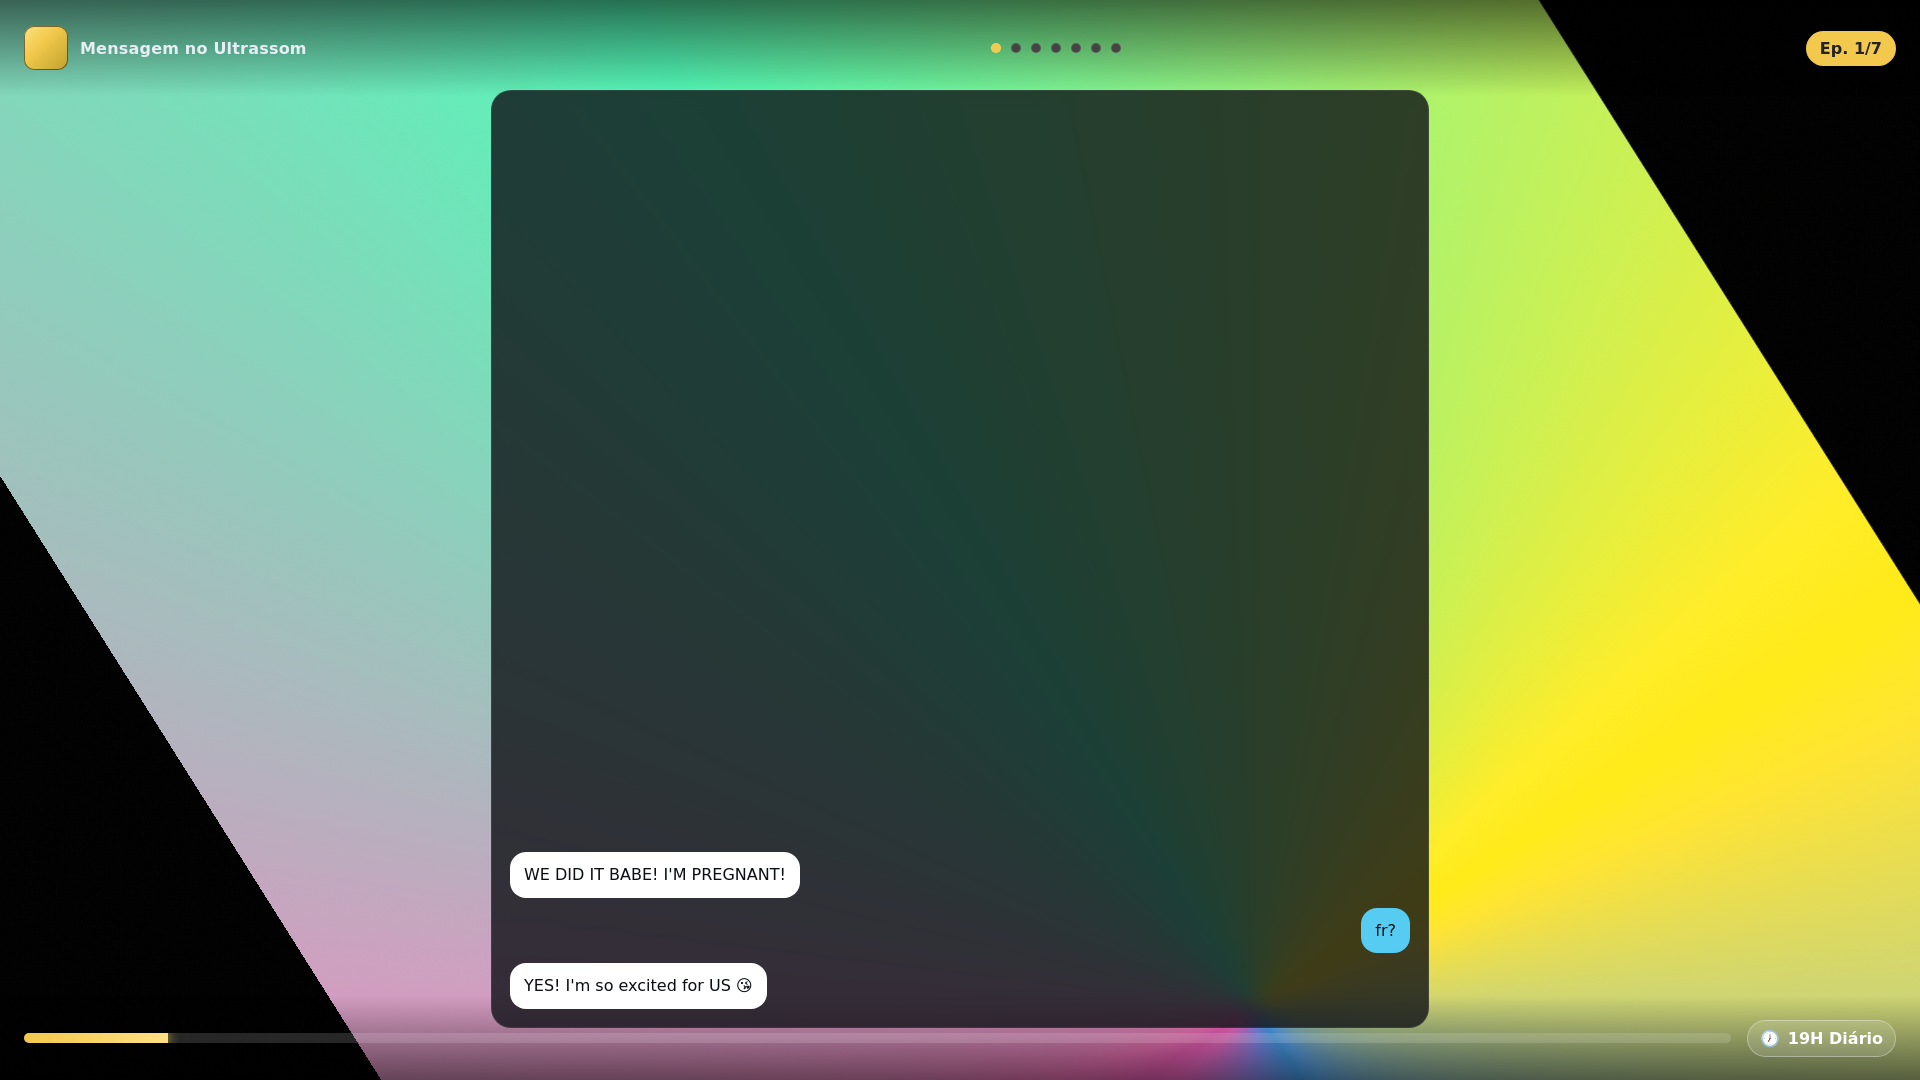 Mensagem no Ultrassom
Ep. 1/7
WE DID IT BABE! I'M PREGNANT!
fr?
YES! I'm so excited for US 😘
🕖 19H Diário